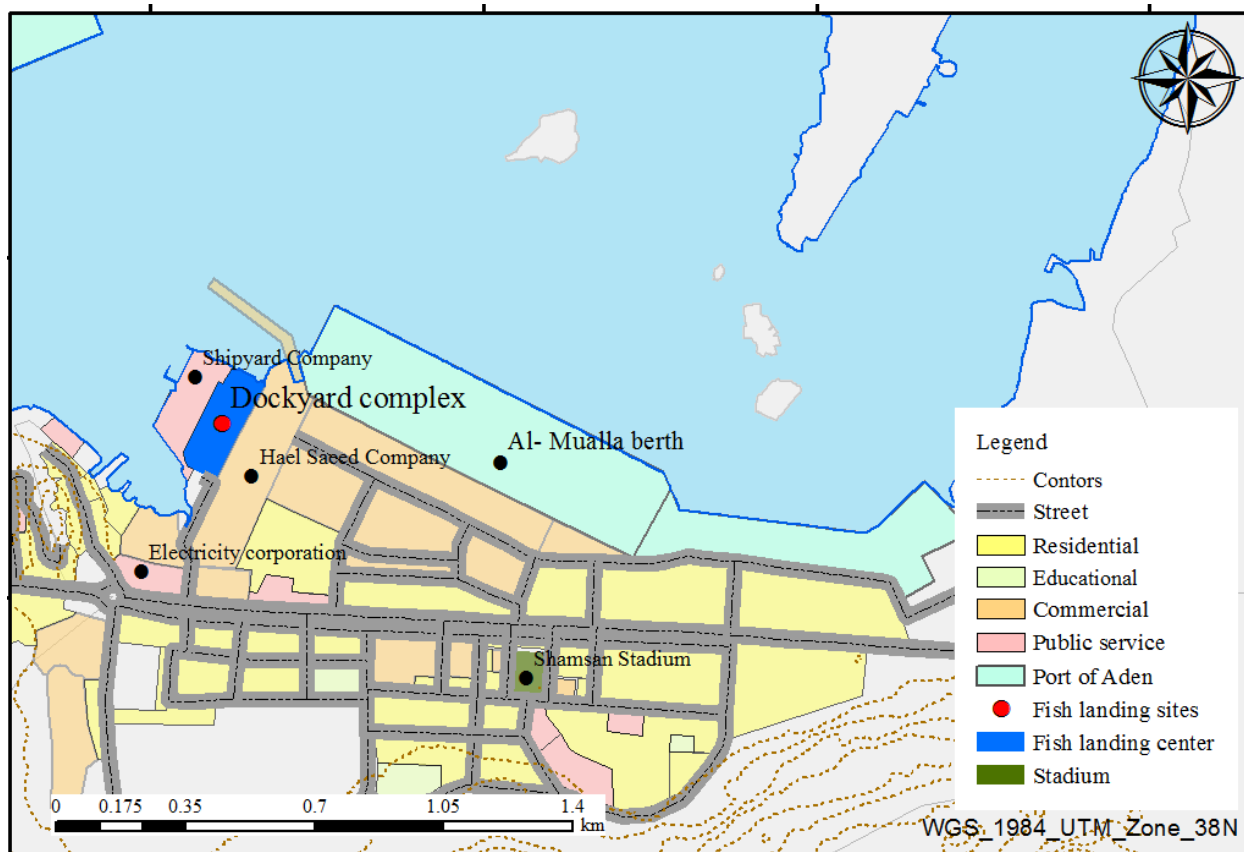 Shipyard Company
Dockyard complex
Al- Mualla berth
Hael Saeed Company
Electricity corporation
Shamsan Stadium
Legend
Contors
Street
Residential
Educational
Commercial
Public service
Port of Aden
Fish landing sites
Fish landing center
Stadium
0 0.175 0.35 0.7 1.05 1.4
km
WGS_1984_UTM_Zone_38N